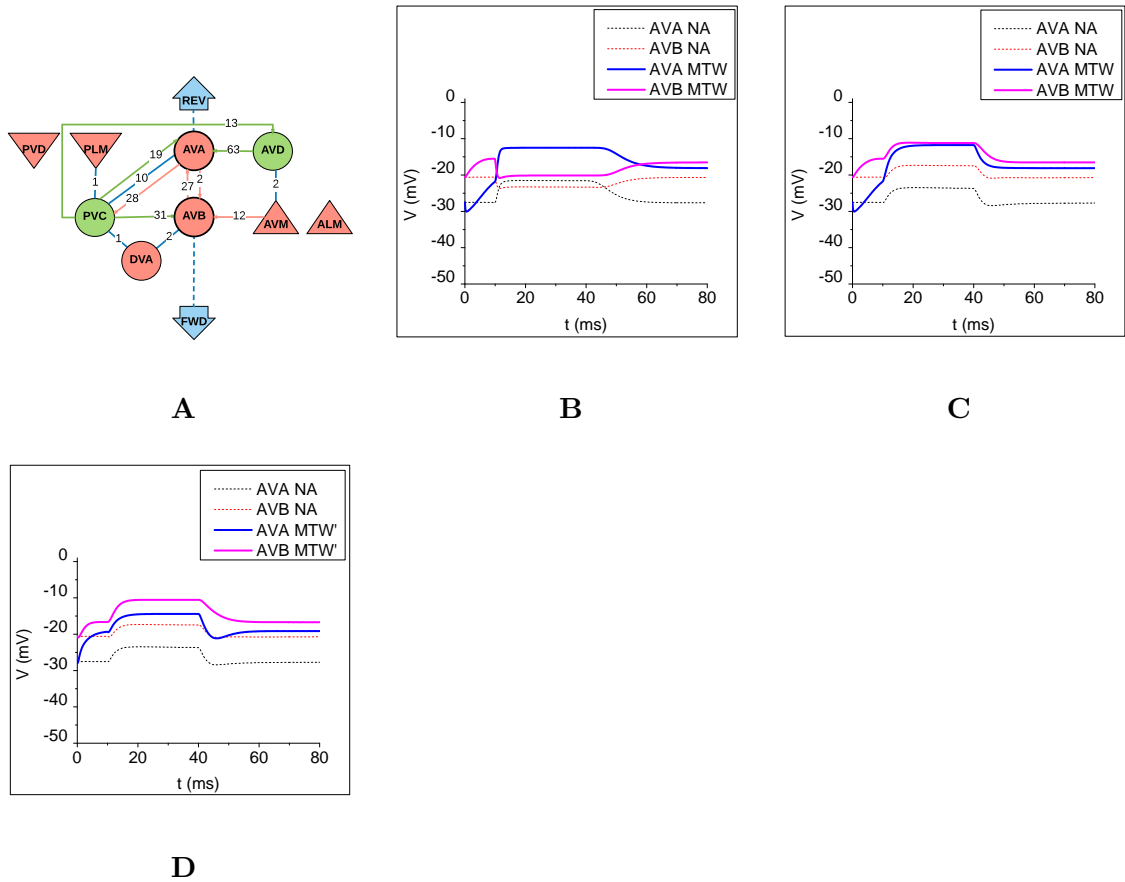 REV
13
PVD
PLM
AVA
AVD
19
63
1
10
2
2
27
28
PVC
31
AVB
12
AVM
ALM
1
2
DVA
FWD
A
AVA NA
AVB NA
AVA MTW
AVB MTW
0
-10
-20
-30
-40
-50
V (mV)
0 20 40 60 80
t (ms)
B
AVA NA
AVB NA
AVA MTW
AVB MTW
0
-10
-20
-30
-40
-50
V (mV)
0 20 40 60 80
t (ms)
C
AVA NA
AVB NA
AVA MTW'
AVB MTW'
0
-10
-20
-30
-40
-50
V (mV)
0 20 40 60 80
t (ms)
D